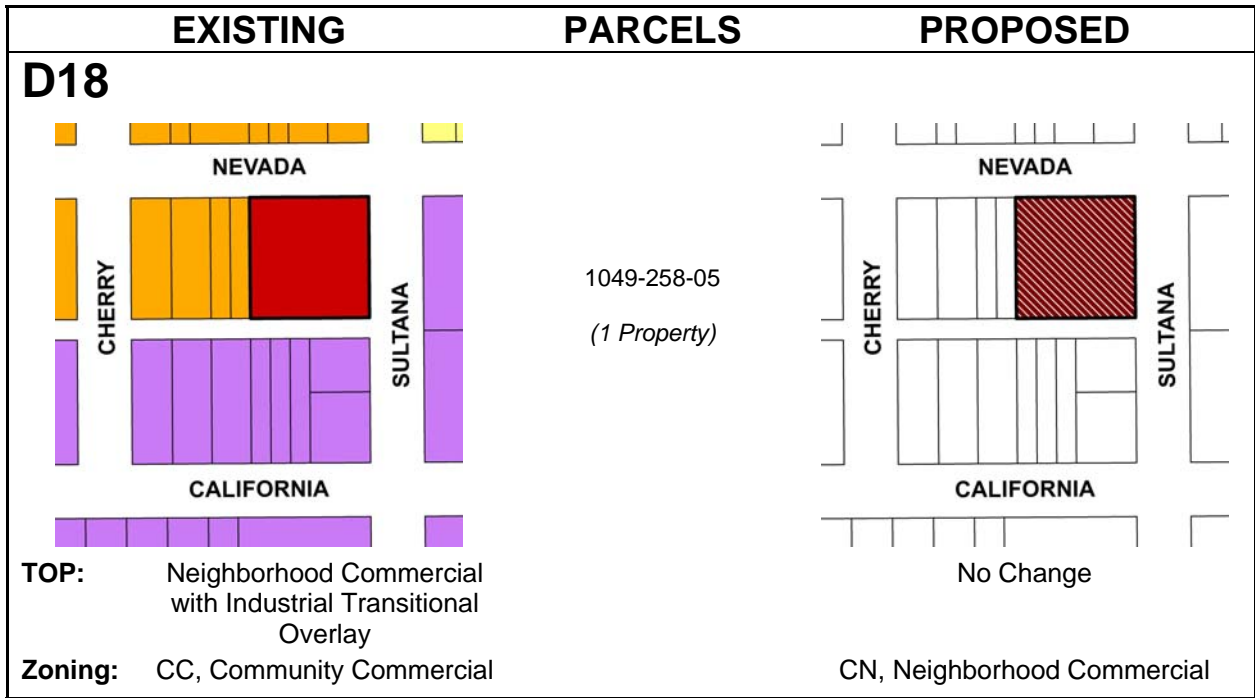 EXISTING PARCELS PROPOSED
D18
NEVADA
CHERRY
SULTANA
CALIFORNIA
1049-258-05
(1 Property)
NEVADA
CHERRY
SULTANA
CALIFORNIA
TOP: Neighborhood Commercial No Change
with Industrial Transitional
Overlay
Zoning: CC, Community Commercial CN, Neighborhood Commercial